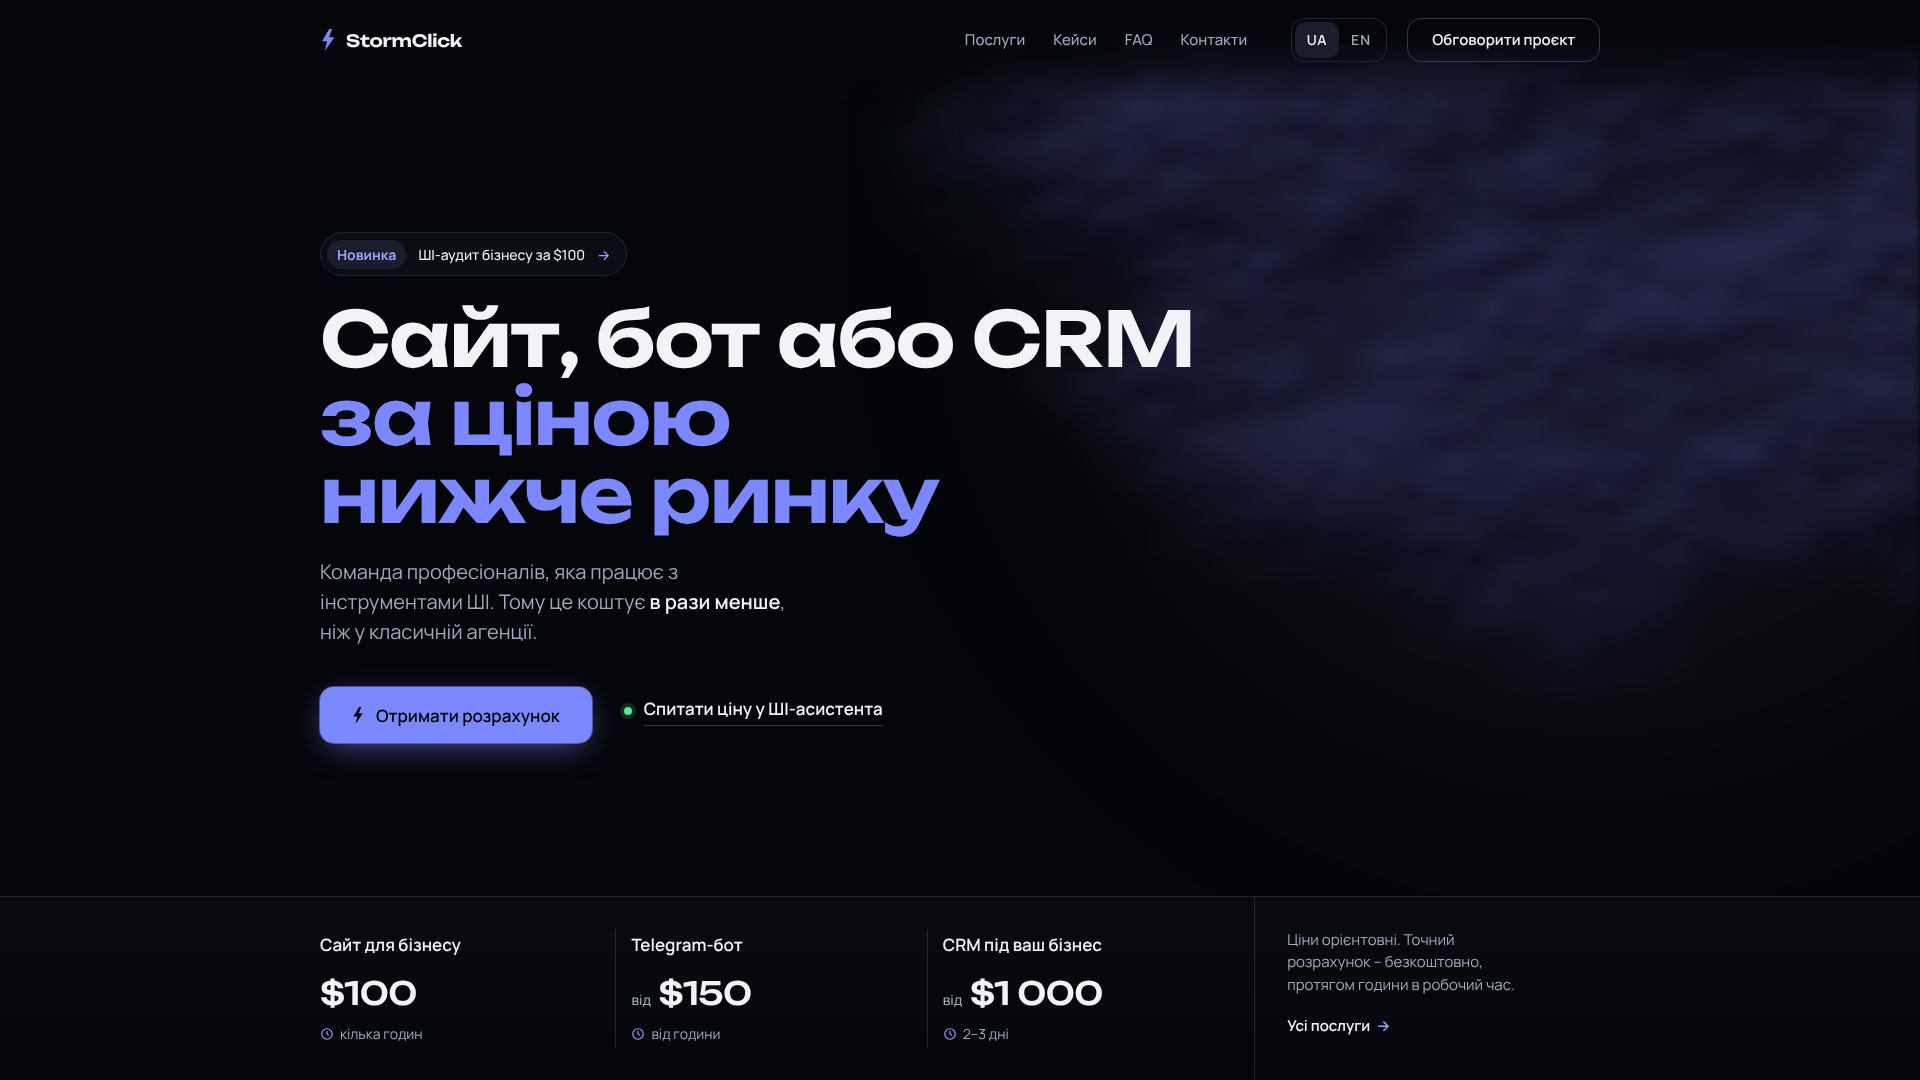 StormClick
Послуги
Кейси
FAQ
Контакти
UA
EN
Обговорити проєкт
Новинка
ШІ-аудит бізнесу за $100 →
Сайт, бот або CRM
за ціною
нижче ринку
Команда професіоналів, яка працює з
інструментами ШІ. Тому це коштує в рази менше,
ніж у класичній агенції.
Отримати розрахунок
Спитати ціну у ШІ-асистента
Сайт для бізнесу
$100
кілька годин
Telegram-бот
від $150
від години
CRM під ваш бізнес
від $1 000
2–3 дні
Ціни орієнтовні. Точний
розрахунок – безкоштовно,
протягом години в робочий час.
Усі послуги →